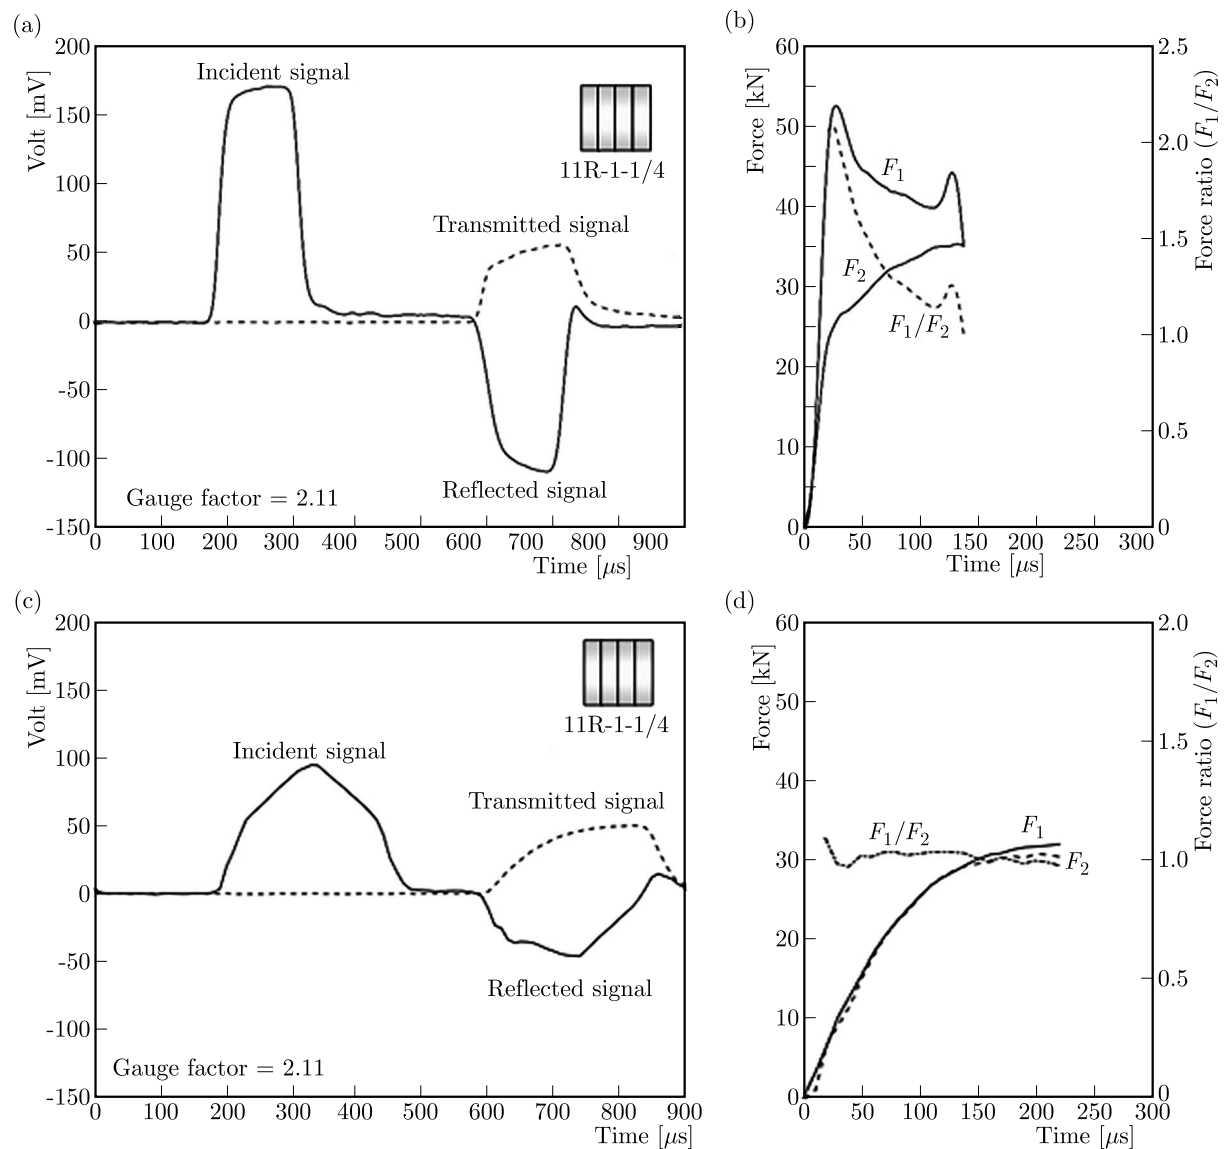 (a)
200
150
100
50
0
-50
-100
-150
Volt [mV]
Incident signal
11R-1-1/4
Transmitted signal
Reflected signal
Gauge factor = 2.11
0 100 200 300 400 500 600 700 800 900
Time [μs]
(b)
60
50
40
30
20
10
0
Force [kN]
F1
F2
F1/F2
2.5
2.0
1.5
1.0
0.5
0
Force ratio (F1/F2)
0 50 100 150 200 250 300
Time [μs]
(c)
200
150
100
50
0
-50
-100
-150
Volt [mV]
Incident signal
11R-1-1/4
Transmitted signal
Reflected signal
Gauge factor = 2.11
0 100 200 300 400 500 600 700 800 900
Time [μs]
(d)
60
50
40
30
20
10
0
Force [kN]
F1/F2
F1
F2
2.0
1.5
1.0
0.5
0
Force ratio (F1/F2)
0 50 100 150 200 250 300
Time [μs]